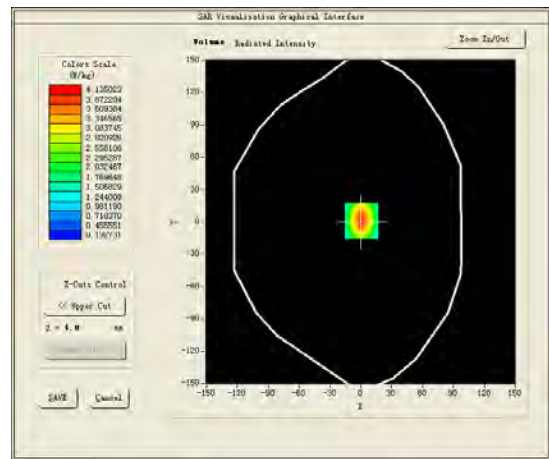 SAR Visualisation Graphical Interface
Volume Radiated Intensity
Zoom In/Out
Colors Scale
(W/kg)
4.135023
3.872204
3.609384
3.346565
3.083745
2.820926
2.558106
2.295287
2.032467
1.769648
1.506829
1.244009
0.981190
0.718370
0.455551
0.192731
Z-Cuts Control
<< Upper Cut
Z = 4.0 mm
SAVE
Cancel
150
120
90
60
30
Y 0
-30
-60
-90
-120
-150
-150 -120 -90 -60 -30 0 30 60 90 120 150
X